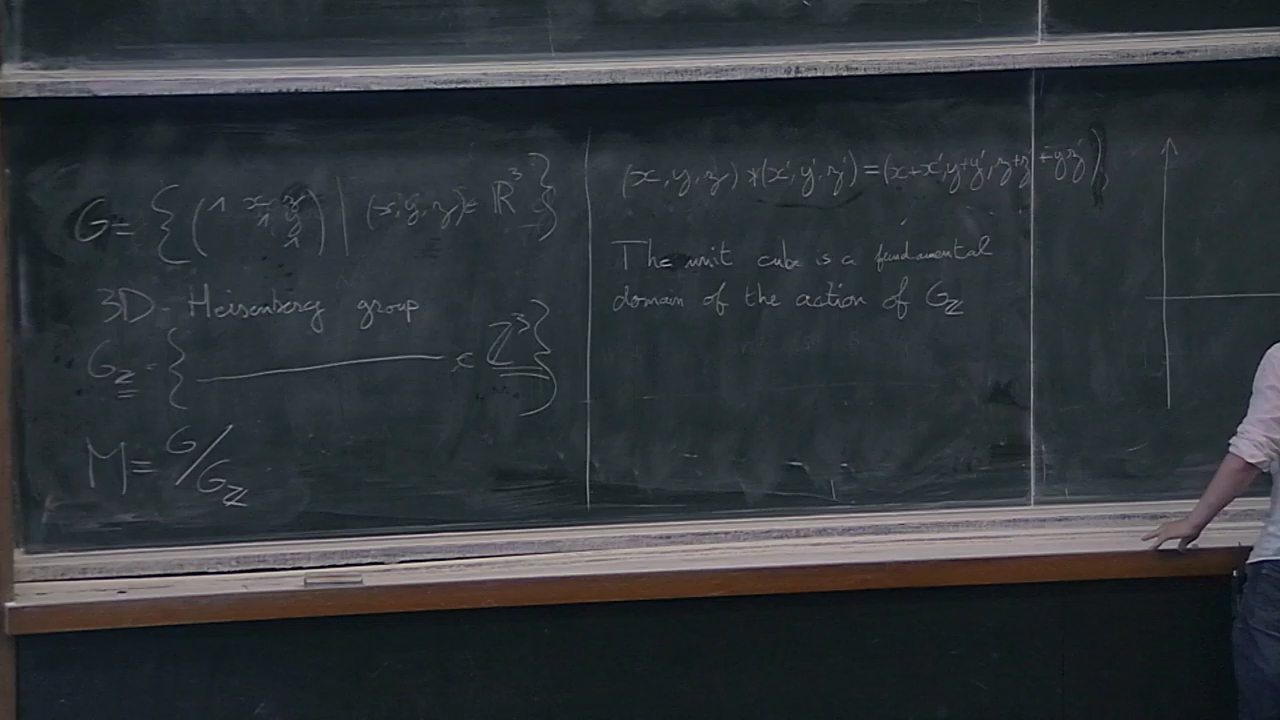 G = { ( 1 x z 1 y 1 ) | (x, y, z) ∈ ℝ³ }
3D - Heisenberg group
G_ℤ = { ———— ∈ ℤ³ }
M = G/G_ℤ
(x, y, z) * (x', y', z') = (x+x', y+y', z+z' + yz')
The unit cube is a fundamental
domain of the action of G_ℤ